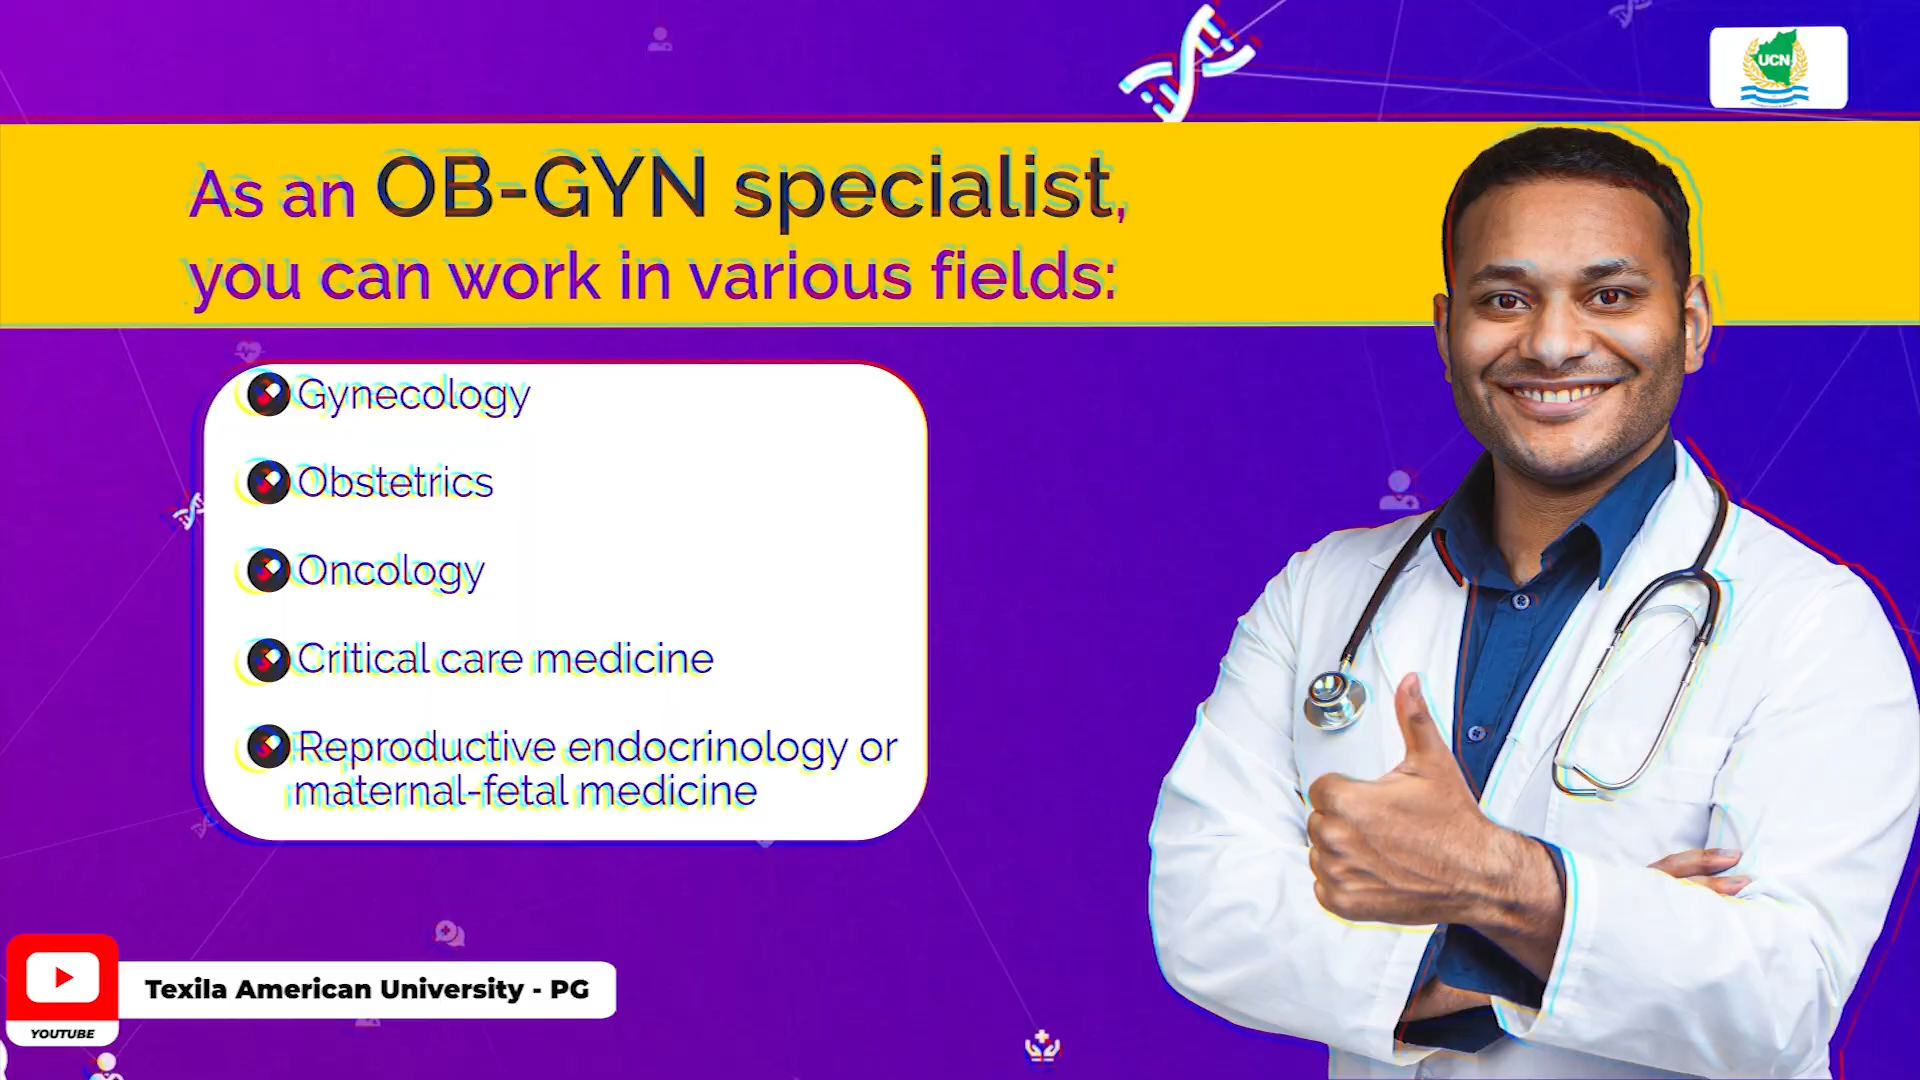 UCN
As an OB-GYN specialist,
you can work in various fields:
Gynecology
Obstetrics
Oncology
Critical care medicine
Reproductive endocrinology or
maternal-fetal medicine
Texila American University - PG
YOUTUBE